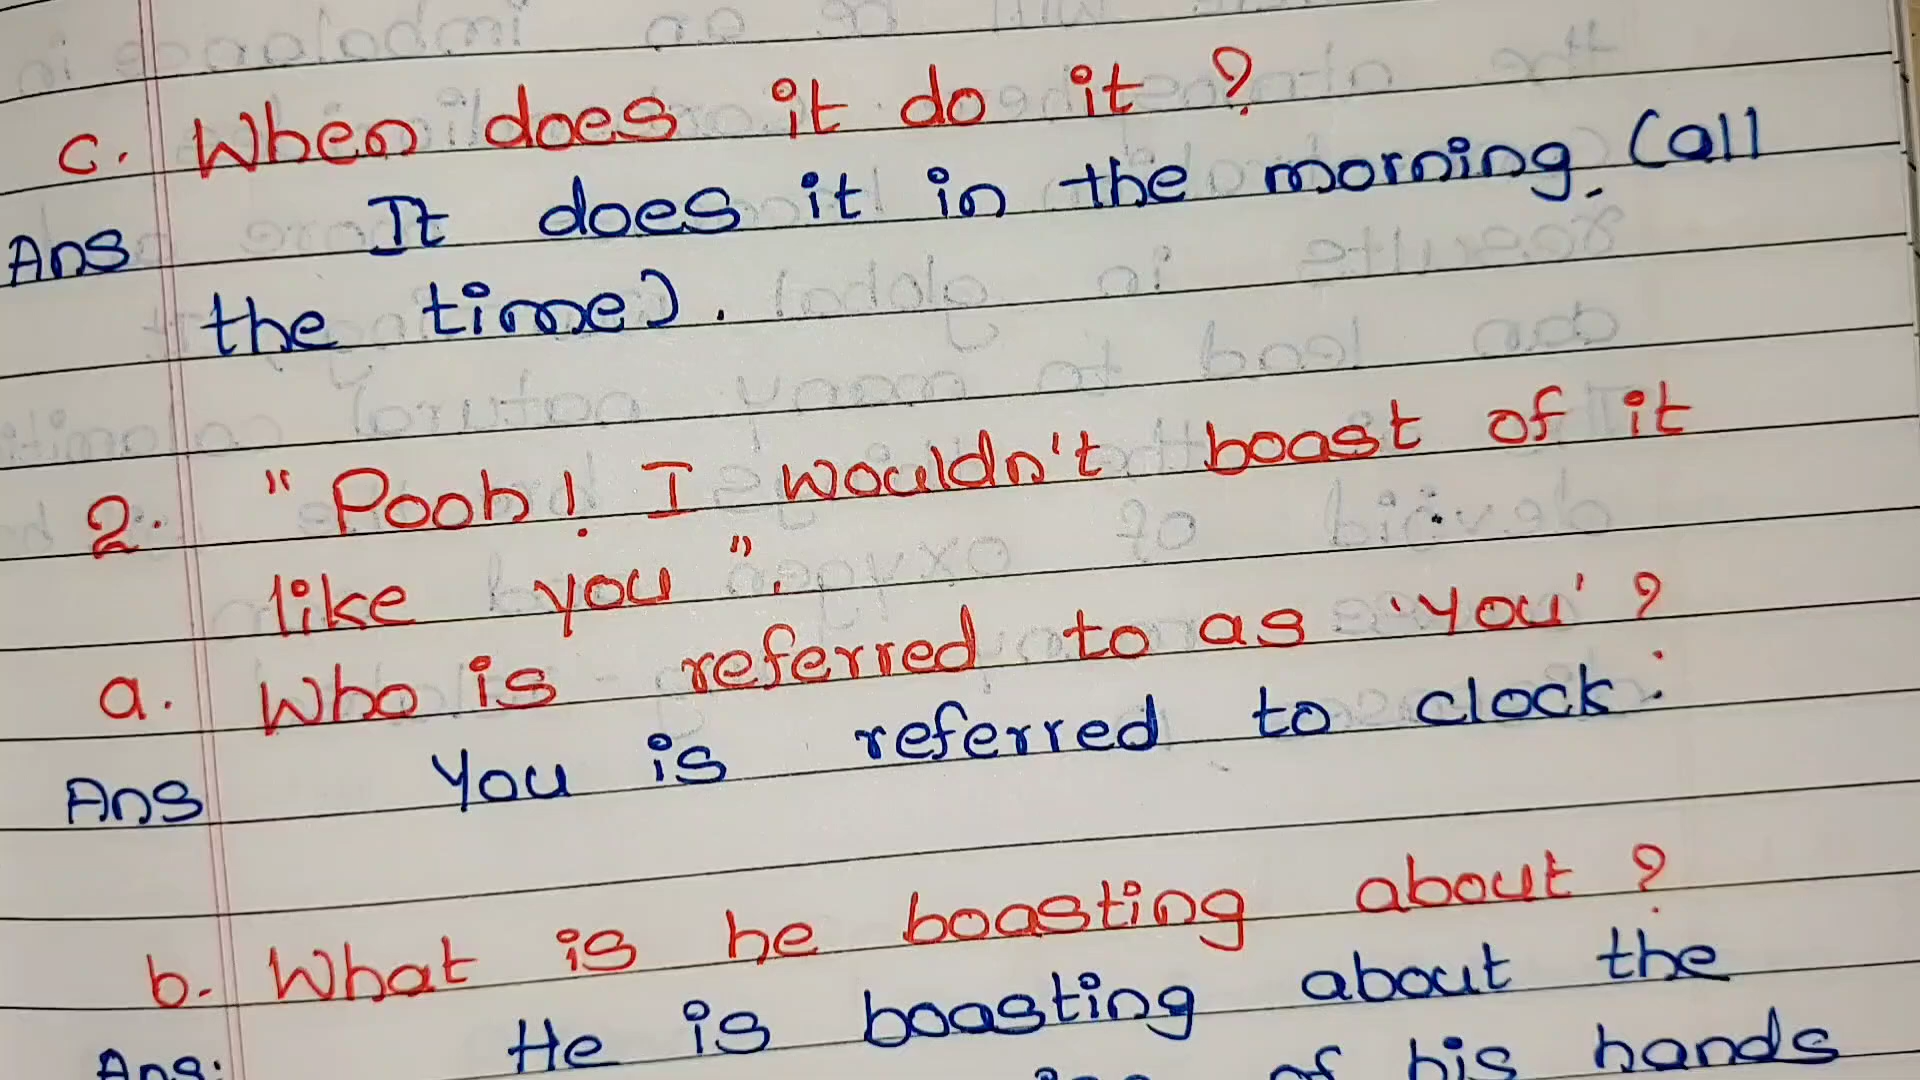 c. When does it do it ?
Ans It does it in the morning. (all
the time).
2. "Pooh! I wouldn't boast of it
like you".
a. Who is referred to as 'you' ?
Ans You is referred to clock.
b. What is he boasting about ?
Ans: He is boasting about the
of his hands